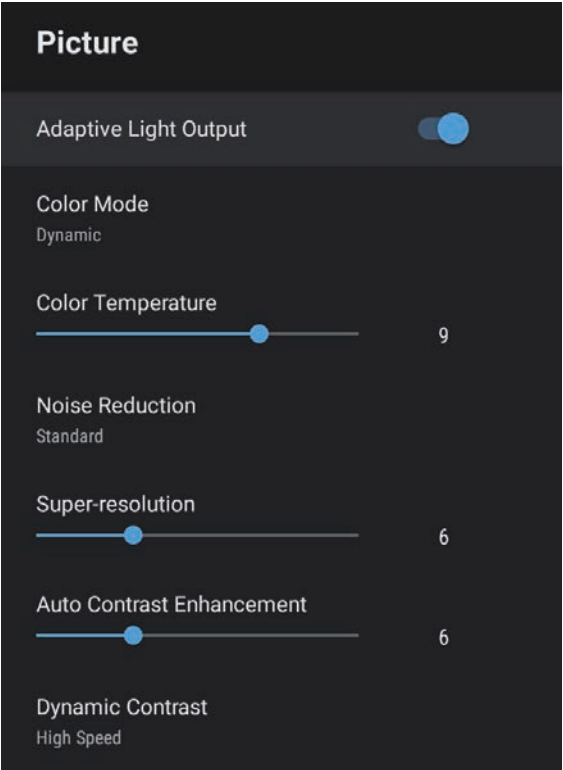 Picture
Adaptive Light Output
Color Mode
Dynamic
Color Temperature
9
Noise Reduction
Standard
Super-resolution
6
Auto Contrast Enhancement
6
Dynamic Contrast
High Speed